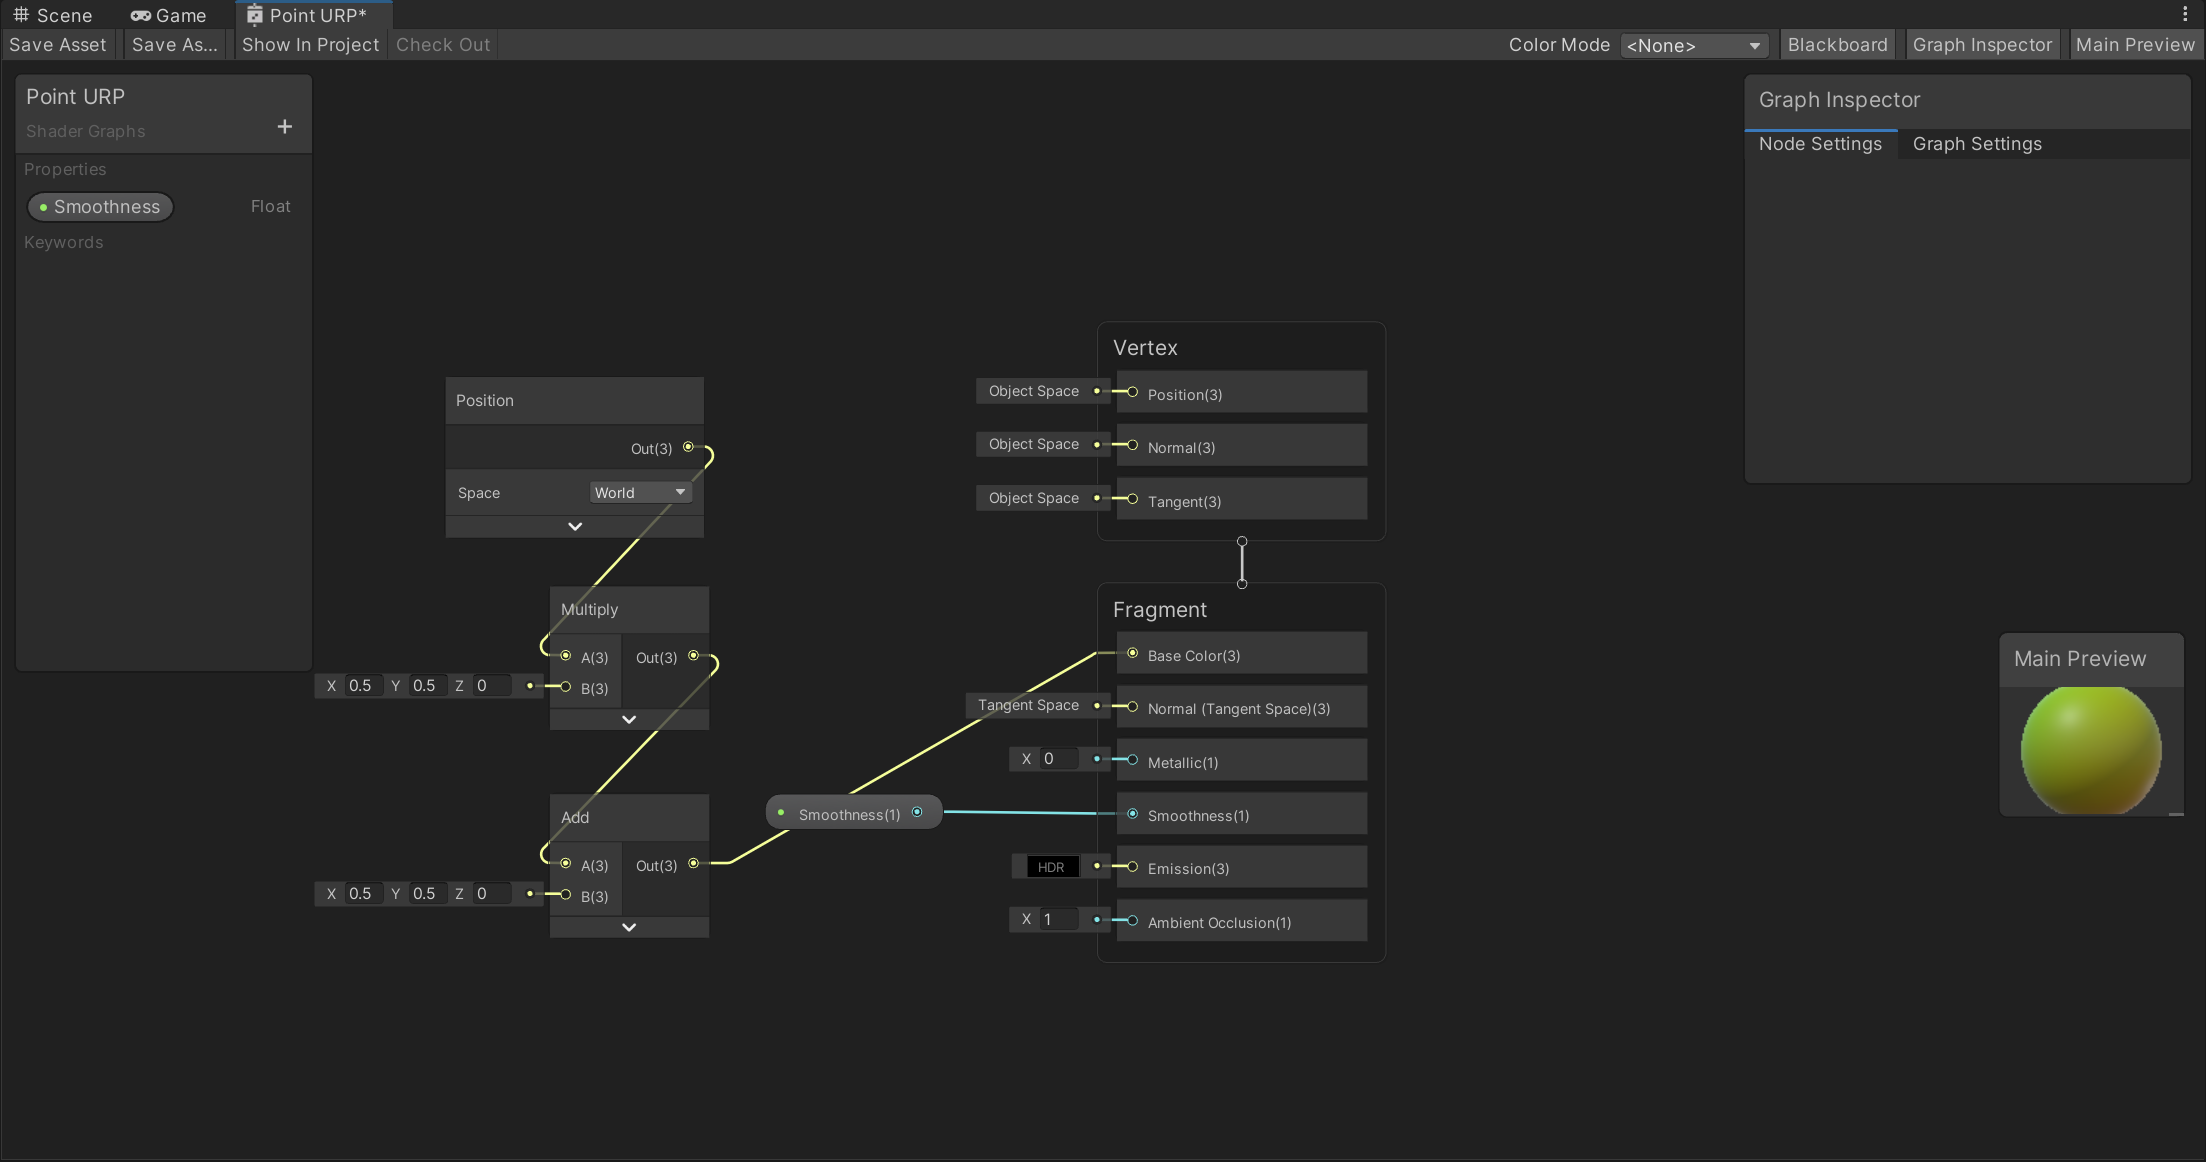 Scene Game Point URP*
Save Asset Save As... Show In Project Check Out Color Mode <None> Blackboard Graph Inspector Main Preview
Point URP
Shader Graphs +
Properties
Smoothness Float
Keywords
Graph Inspector
Node Settings Graph Settings
Position
Out(3)
Space World
Multiply
A(3) Out(3)
X 0.5 Y 0.5 Z 0 B(3)
Add
A(3) Out(3)
X 0.5 Y 0.5 Z 0 B(3)
Smoothness(1)
Vertex
Object Space Position(3)
Object Space Normal(3)
Object Space Tangent(3)
Fragment
Base Color(3)
Tangent Space Normal (Tangent Space)(3)
X 0 Metallic(1)
Smoothness(1)
HDR Emission(3)
X 1 Ambient Occlusion(1)
Main Preview